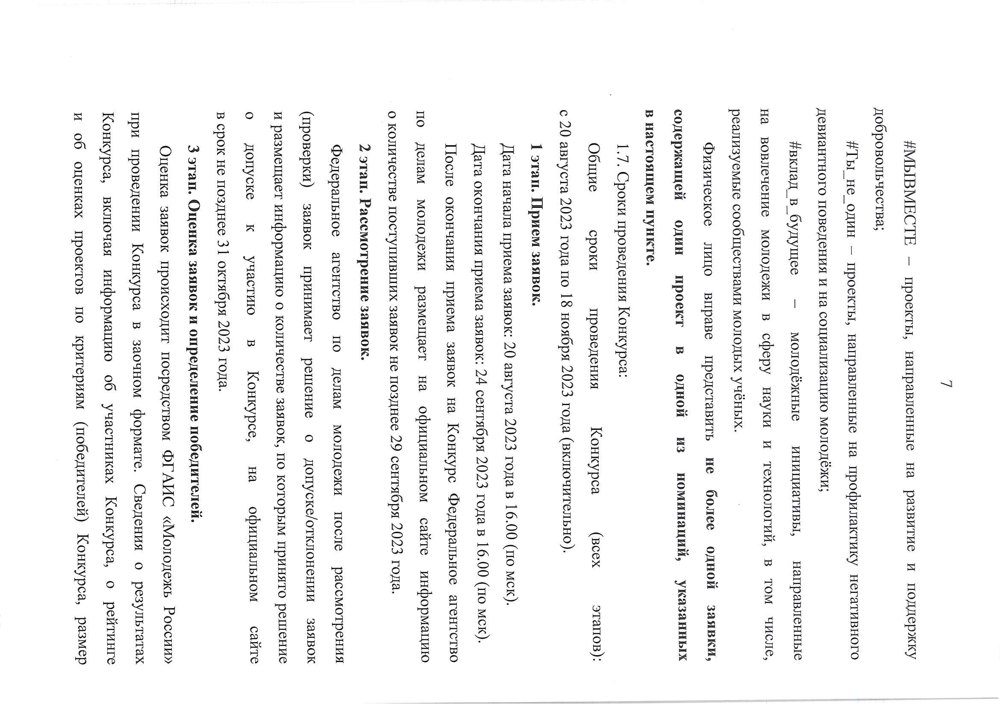 7
#МЫВМЕСТЕ – проекты, направленные на развитие и поддержку
добровольчества;
#Ты_не_один – проекты, направленные на профилактику негативного
девиантного поведения и на социализацию молодёжи;
#вклад_в_будущее – молодёжные инициативы, направленные
на вовлечение молодежи в сферу науки и технологий, в том числе,
реализуемые сообществами молодых учёных.
Физическое лицо вправе представить не более одной заявки,
содержащей один проект в одной из номинаций, указанных
в настоящем пункте.
1.7. Сроки проведения Конкурса:
Общие сроки проведения Конкурса (всех этапов):
с 20 августа 2023 года по 18 ноября 2023 года (включительно).
1 этап. Прием заявок.
Дата начала приема заявок: 20 августа 2023 года в 16.00 (по мск).
Дата окончания приема заявок: 24 сентября 2023 года в 16.00 (по мск).
После окончания приема заявок на Конкурс Федеральное агентство
по делам молодежи размещает на официальном сайте информацию
о количестве поступивших заявок не позднее 29 сентября 2023 года.
2 этап. Рассмотрение заявок.
Федеральное агентство по делам молодежи после рассмотрения
(проверки) заявок принимает решение о допуске/отклонении заявок
и размещает информацию о количестве заявок, по которым принято решение
о допуске к участию в Конкурсе, на официальном сайте
в срок не позднее 31 октября 2023 года.
3 этап. Оценка заявок и определение победителей.
Оценка заявок происходит посредством ФГАИС «Молодежь России»
при проведении Конкурса в заочном формате. Сведения о результатах
Конкурса, включая информацию об участниках Конкурса, о рейтинге
и об оценках проектов по критериям (победителей) Конкурса, размер